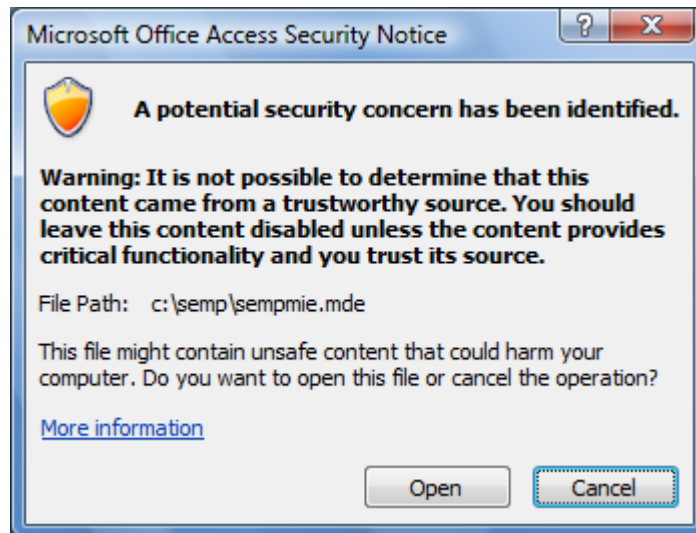 Microsoft Office Access Security Notice
A potential security concern has been identified.
Warning: It is not possible to determine that this
content came from a trustworthy source. You should
leave this content disabled unless the content provides
critical functionality and you trust its source.
File Path: c:\semp\sempmie.mde
This file might contain unsafe content that could harm your
computer. Do you want to open this file or cancel the operation?
More information
Open Cancel